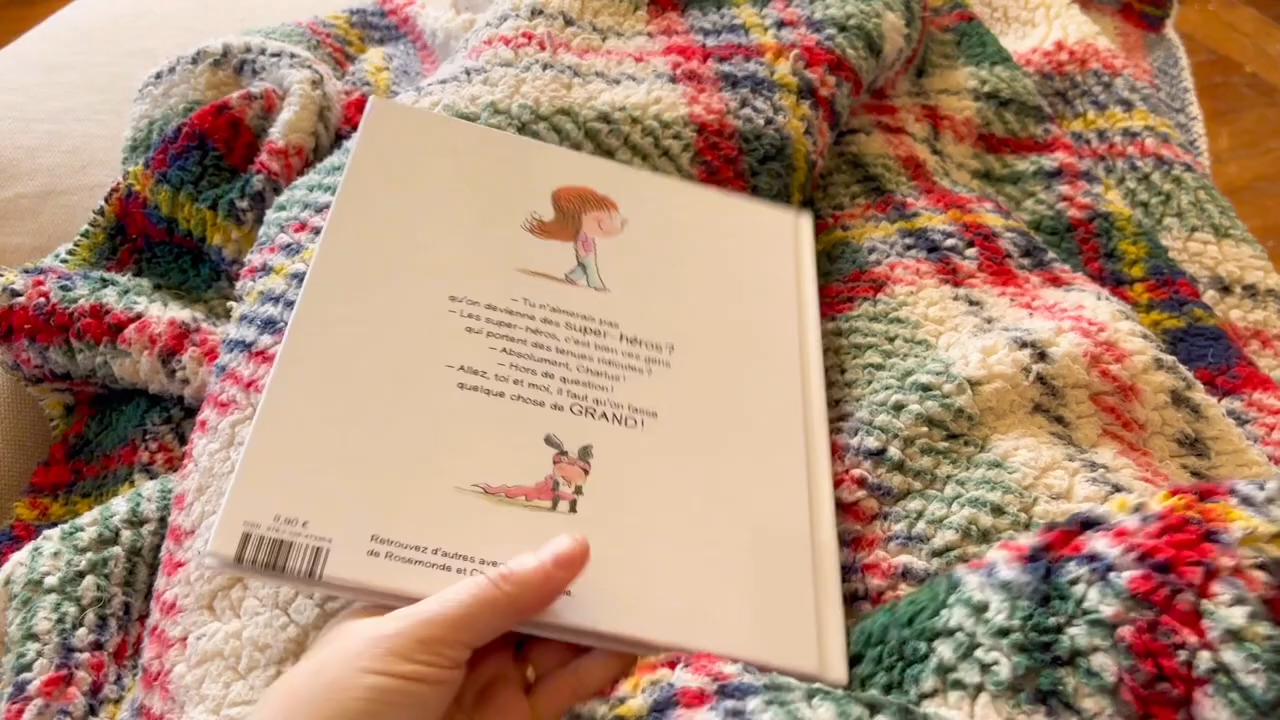 – Tu n'aimerais pas
qu'on devienne des super-héros ?
– Les super-héros, c'est bien ces gens
qui portent des tenues ridicules ?
– Absolument, Charlus !
– Hors de question !
– Allez, toi et moi, il faut qu'on fasse
quelque chose de GRAND !
8,90 €
ISBN
Retrouvez d'autres
de Rosemonde et